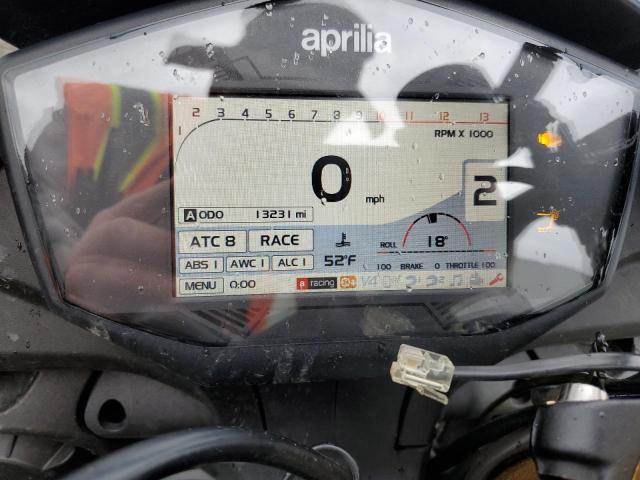 aprilia
1 2 3 4 5 6 7 8 9 10 11 12 13
RPM X 1000
0 mph
2
A ODO 13231 mi
ATC 8 RACE
ROLL 18°
ABS 1 AWC 1 ALC 1 52°F
100 BRAKE 0 THROTTLE 100
MENU 0:00
a racing
V4